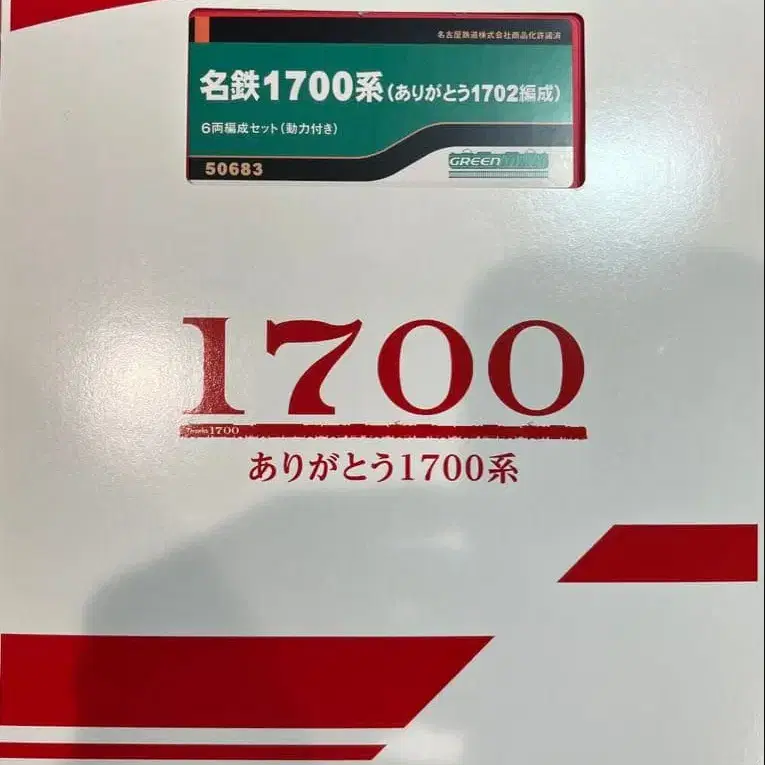 名古屋鉄道株式会社商品化許諾済
名鉄1700系(ありがとう1702編成)
6両編成セット(動力付き)
50683
GREENMAX
1700
Thanks 1700
ありがとう1700系